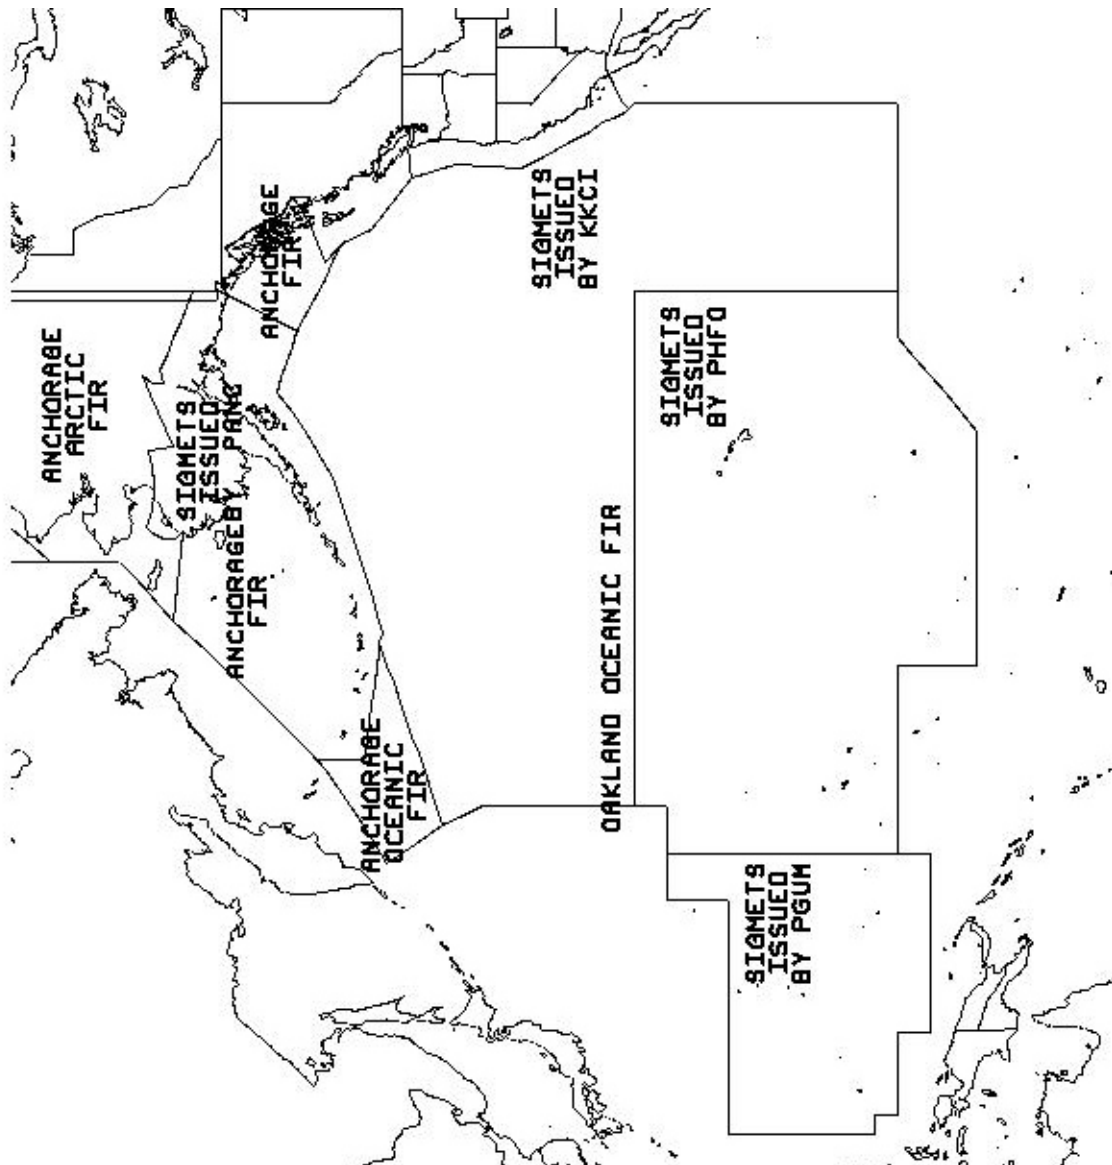 ANCHORAGE
ARCTIC
FIR
SIGMETS
ISSUED
BY PANC
ANCHORAGE
FIR
ANCHORAGE
FIR
ANCHORAGE
OCEANIC
FIR
SIGMETS
ISSUED
BY KKCI
OAKLAND OCEANIC FIR
SIGMETS
ISSUED
BY PHFO
SIGMETS
ISSUED
BY PGUM